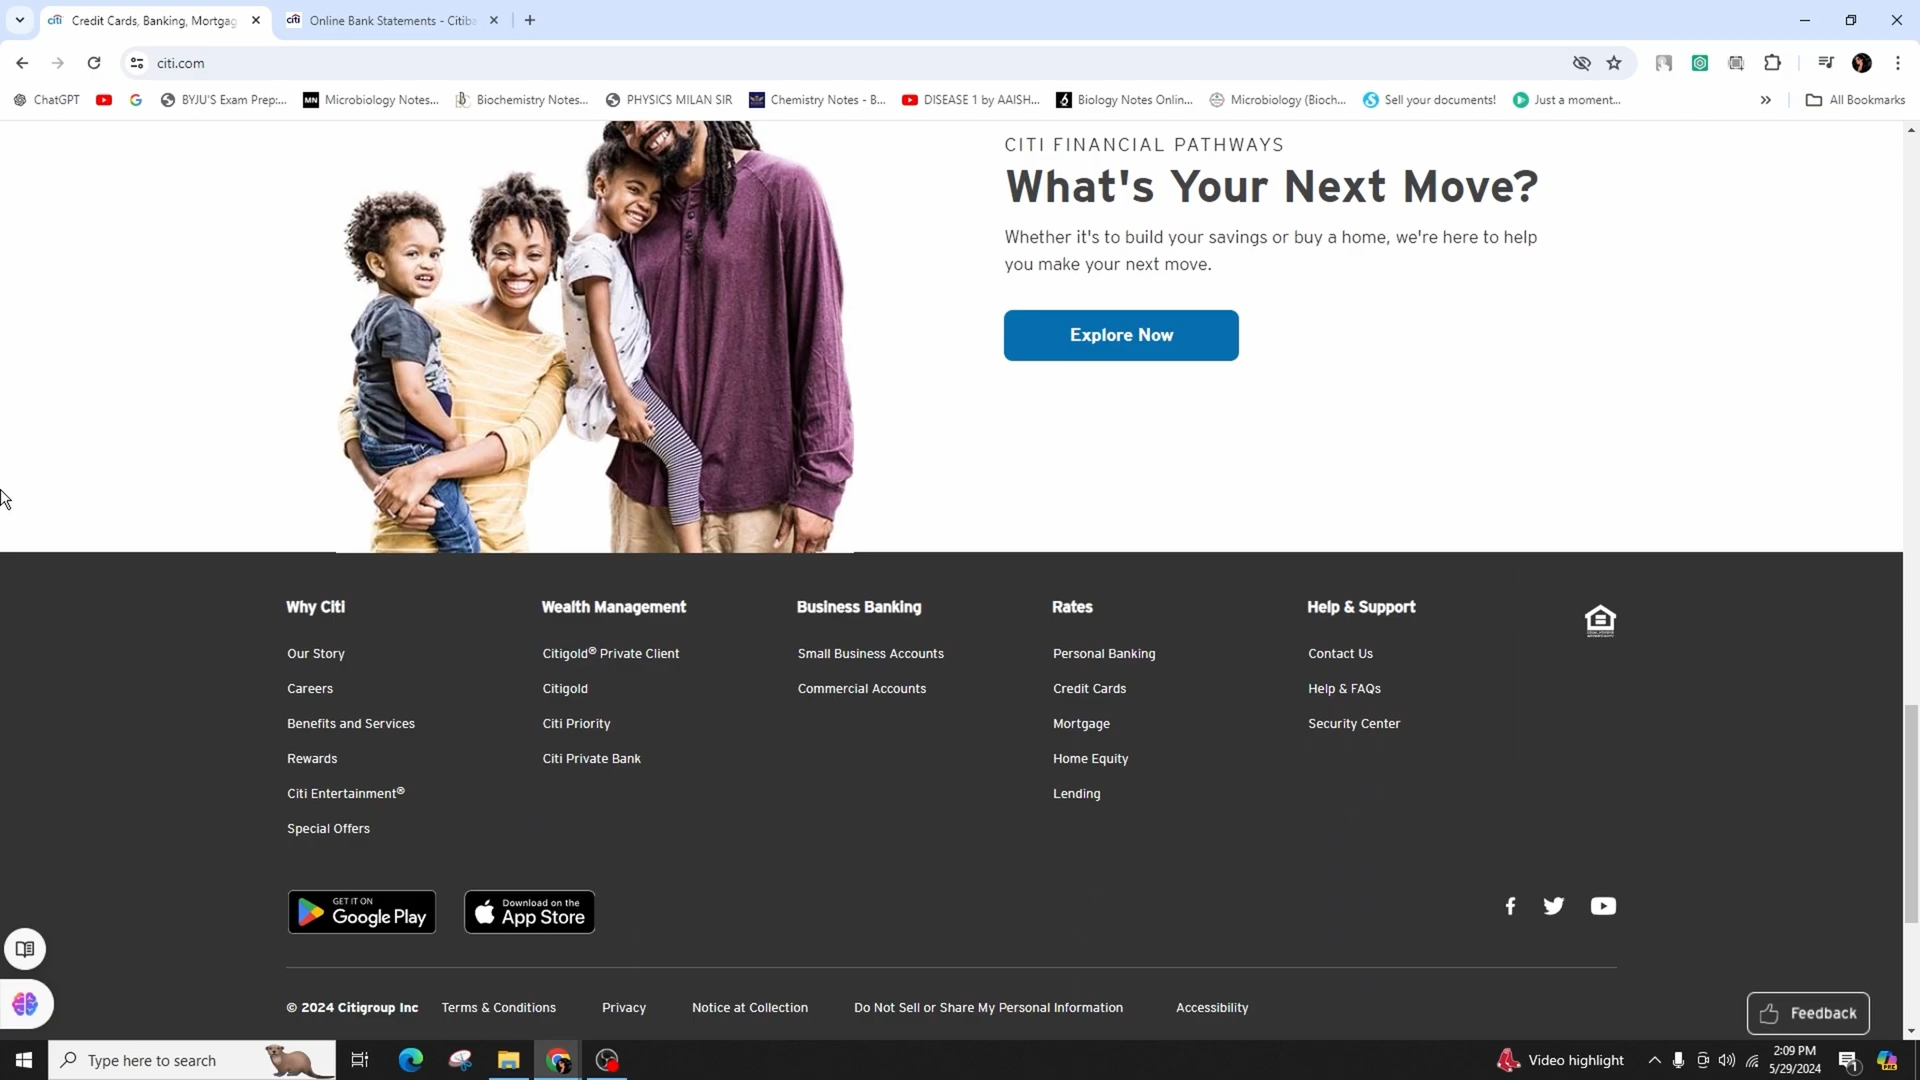 citi
Credit Cards, Banking, Mortgag
citi
Online Bank Statements - Citiba
citi.com
ChatGPT
BYJU'S Exam Prep:...
MN
Microbiology Notes...
Biochemistry Notes...
PHYSICS MILAN SIR
Chemistry Notes - B...
DISEASE 1 by AAISH...
Biology Notes Onlin...
Microbiology (Bioch...
Sell your documents!
Just a moment...
All Bookmarks
CITI FINANCIAL PATHWAYS
What's Your Next Move?
Whether it's to build your savings or buy a home, we're here to help
you make your next move.
Explore Now
Why Citi
Our Story
Careers
Benefits and Services
Rewards
Citi Entertainment®
Special Offers
Wealth Management
Citigold® Private Client
Citigold
Citi Priority
Citi Private Bank
Business Banking
Small Business Accounts
Commercial Accounts
Rates
Personal Banking
Credit Cards
Mortgage
Home Equity
Lending
Help & Support
Contact Us
Help & FAQs
Security Center
GET IT ON
Google Play
Download on the
App Store
© 2024 Citigroup Inc
Terms & Conditions
Privacy
Notice at Collection
Do Not Sell or Share My Personal Information
Accessibility
Feedback
Type here to search
Video highlight
2:09 PM
5/29/2024
1